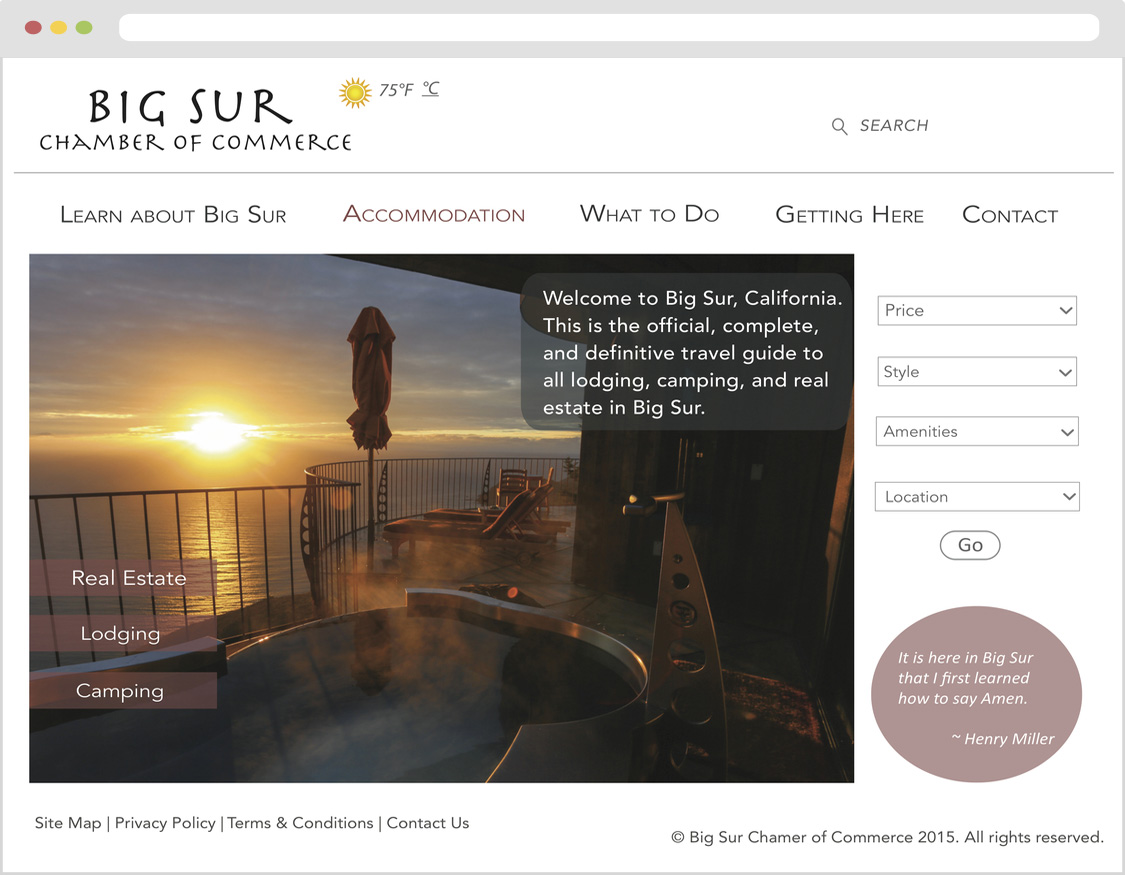 BIG SUR
CHAMBER OF COMMERCE
75°F °C
SEARCH
Learn about Big Sur
Accommodation
What to Do
Getting Here
Contact
Welcome to Big Sur, California.
This is the official, complete,
and definitive travel guide to
all lodging, camping, and real
estate in Big Sur.
Real Estate
Lodging
Camping
Price
Style
Amenities
Location
Go
It is here in Big Sur
that I first learned
how to say Amen.
~ Henry Miller
Site Map | Privacy Policy | Terms & Conditions | Contact Us
© Big Sur Chamer of Commerce 2015. All rights reserved.